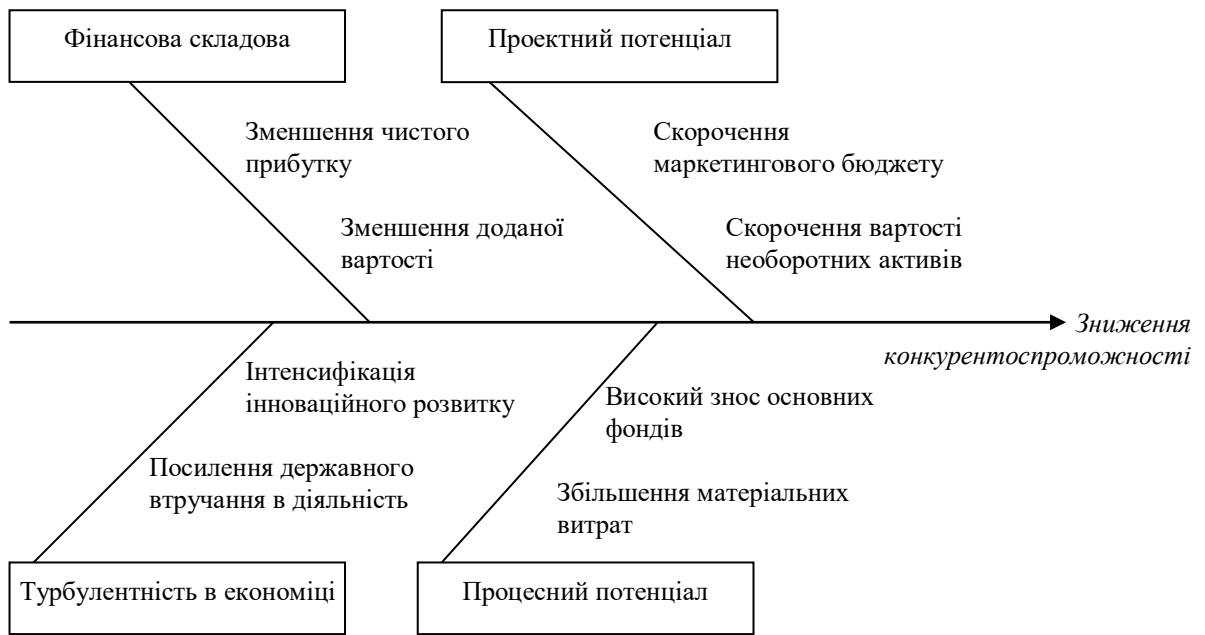 Фінансова складова
Проектний потенціал
Зменшення чистого
прибутку
Скорочення
маркетингового бюджету
Зменшення доданої
вартості
Скорочення вартості
необоротних активів
Зниження
конкурентоспроможності
Інтенсифікація
інноваційного розвитку
Високий знос основних
фондів
Посилення державного
втручання в діяльність
Збільшення матеріальних
витрат
Турбулентність в економіці
Процесний потенціал